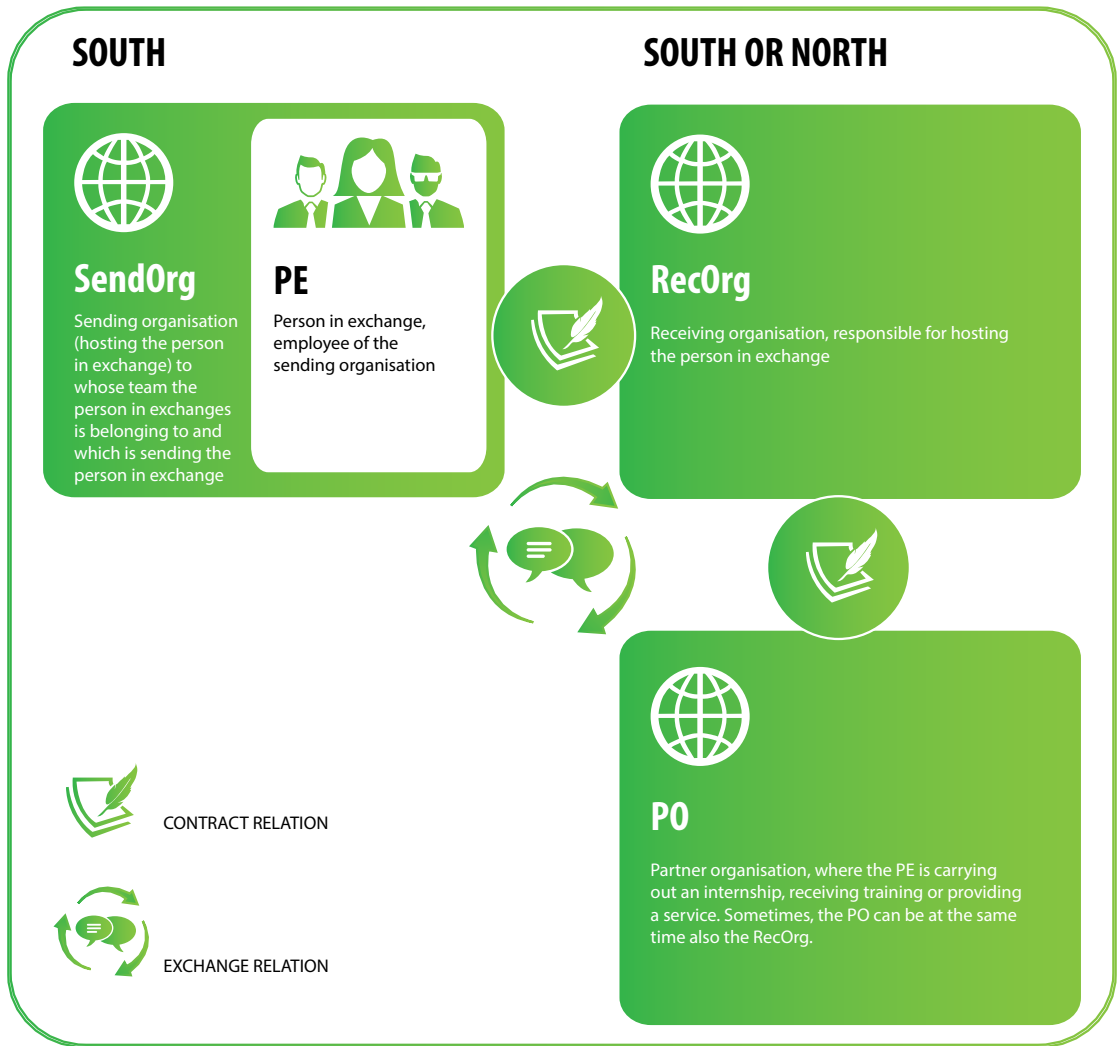 SOUTH
SOUTH OR NORTH
SendOrg
Sending organisation
(hosting the person
in exchange) to
whose team the
person in exchanges
is belonging to and
which is sending the
person in exchange
PE
Person in exchange,
employee of the
sending organisation
RecOrg
Receiving organisation, responsible for hosting
the person in exchange
PO
Partner organisation, where the PE is carrying
out an internship, receiving training or providing
a service. Sometimes, the PO can be at the same
time also the RecOrg.
CONTRACT RELATION
EXCHANGE RELATION